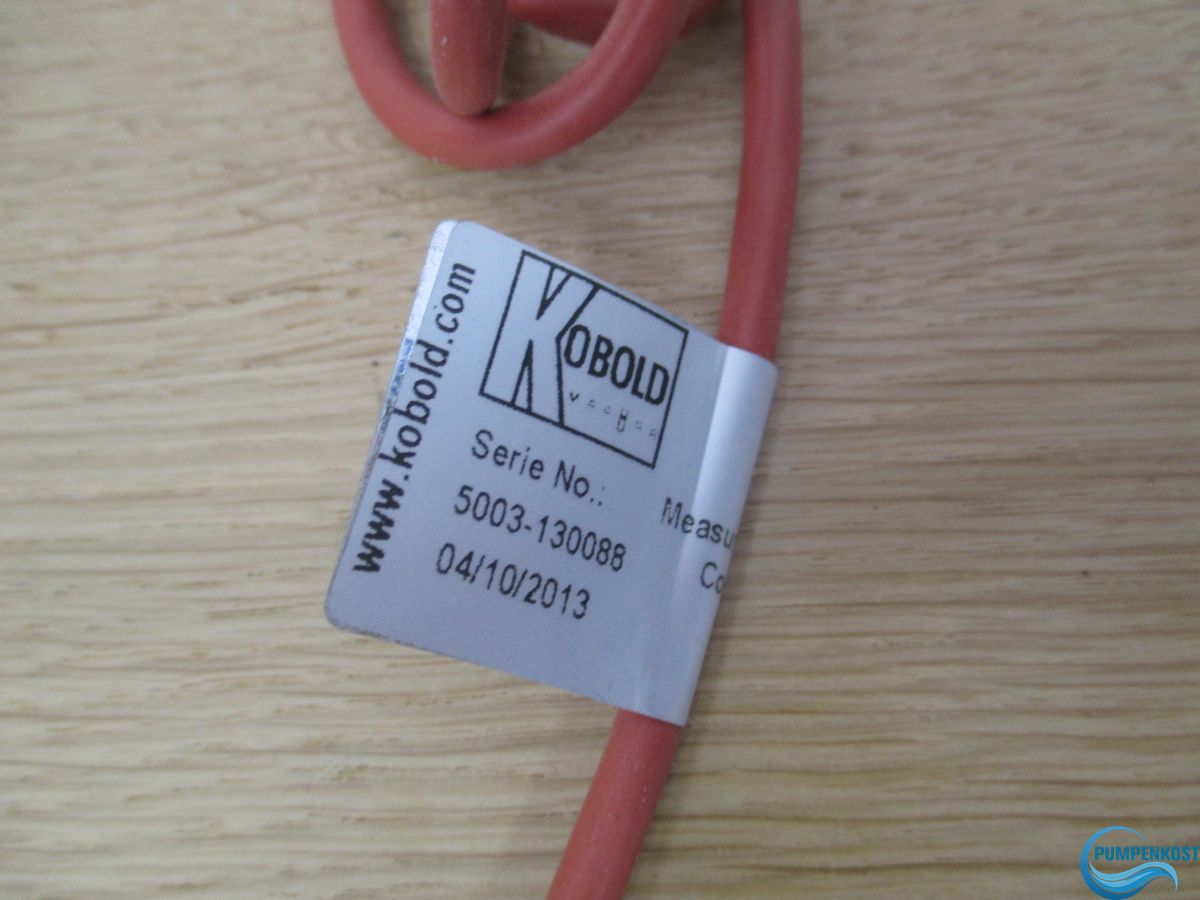 www.kobold.com
KOBOLD
Serie No.:
5003-130088
04/10/2013
Measu
Co
PUMPENKOST